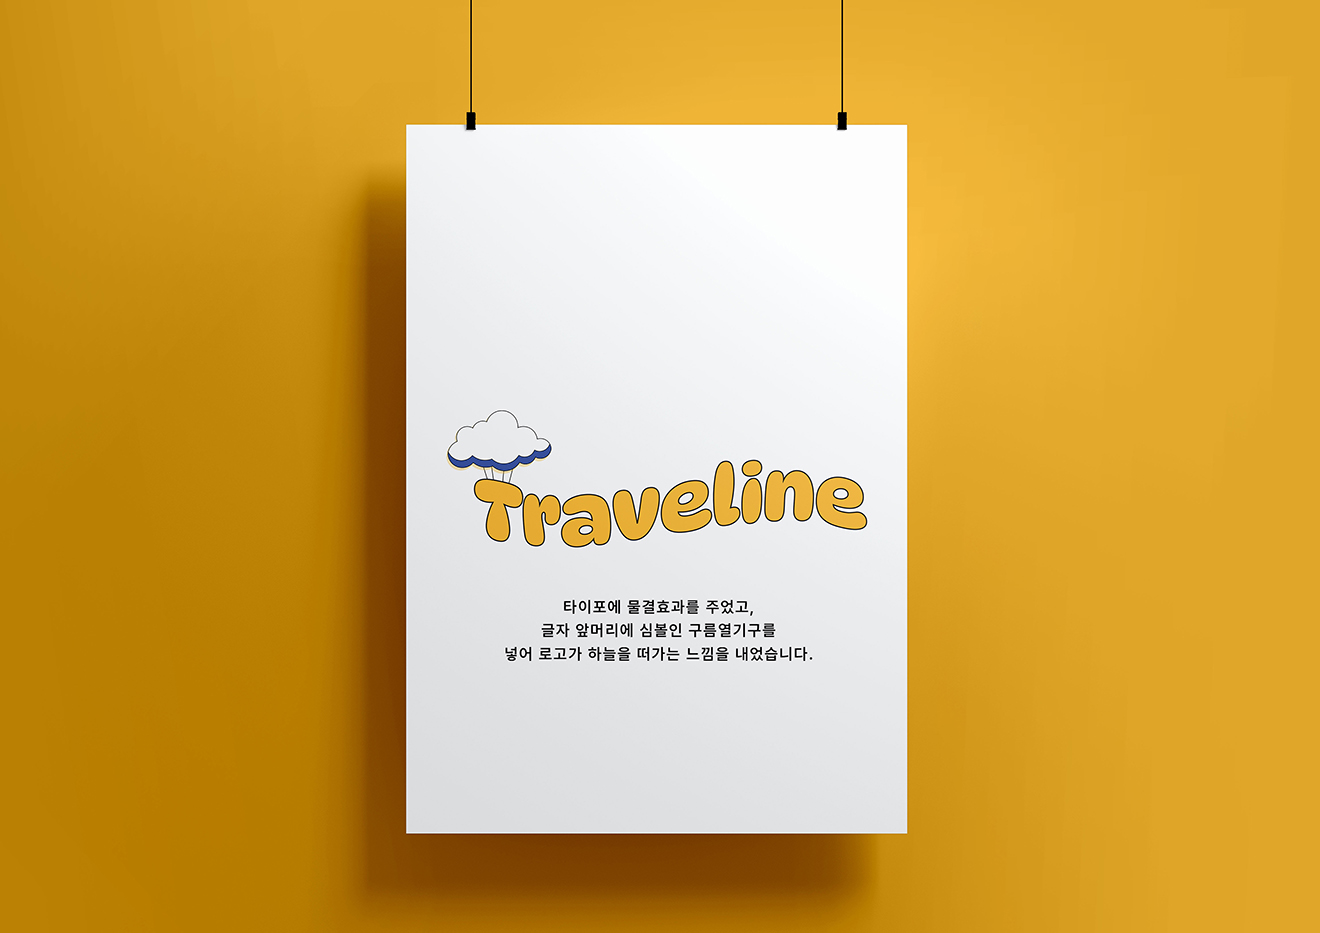 Traveline
타이포에 물결효과를 주었고,
글자 앞머리에 심볼인 구름열기구를
넣어 로고가 하늘을 떠가는 느낌을 내었습니다.